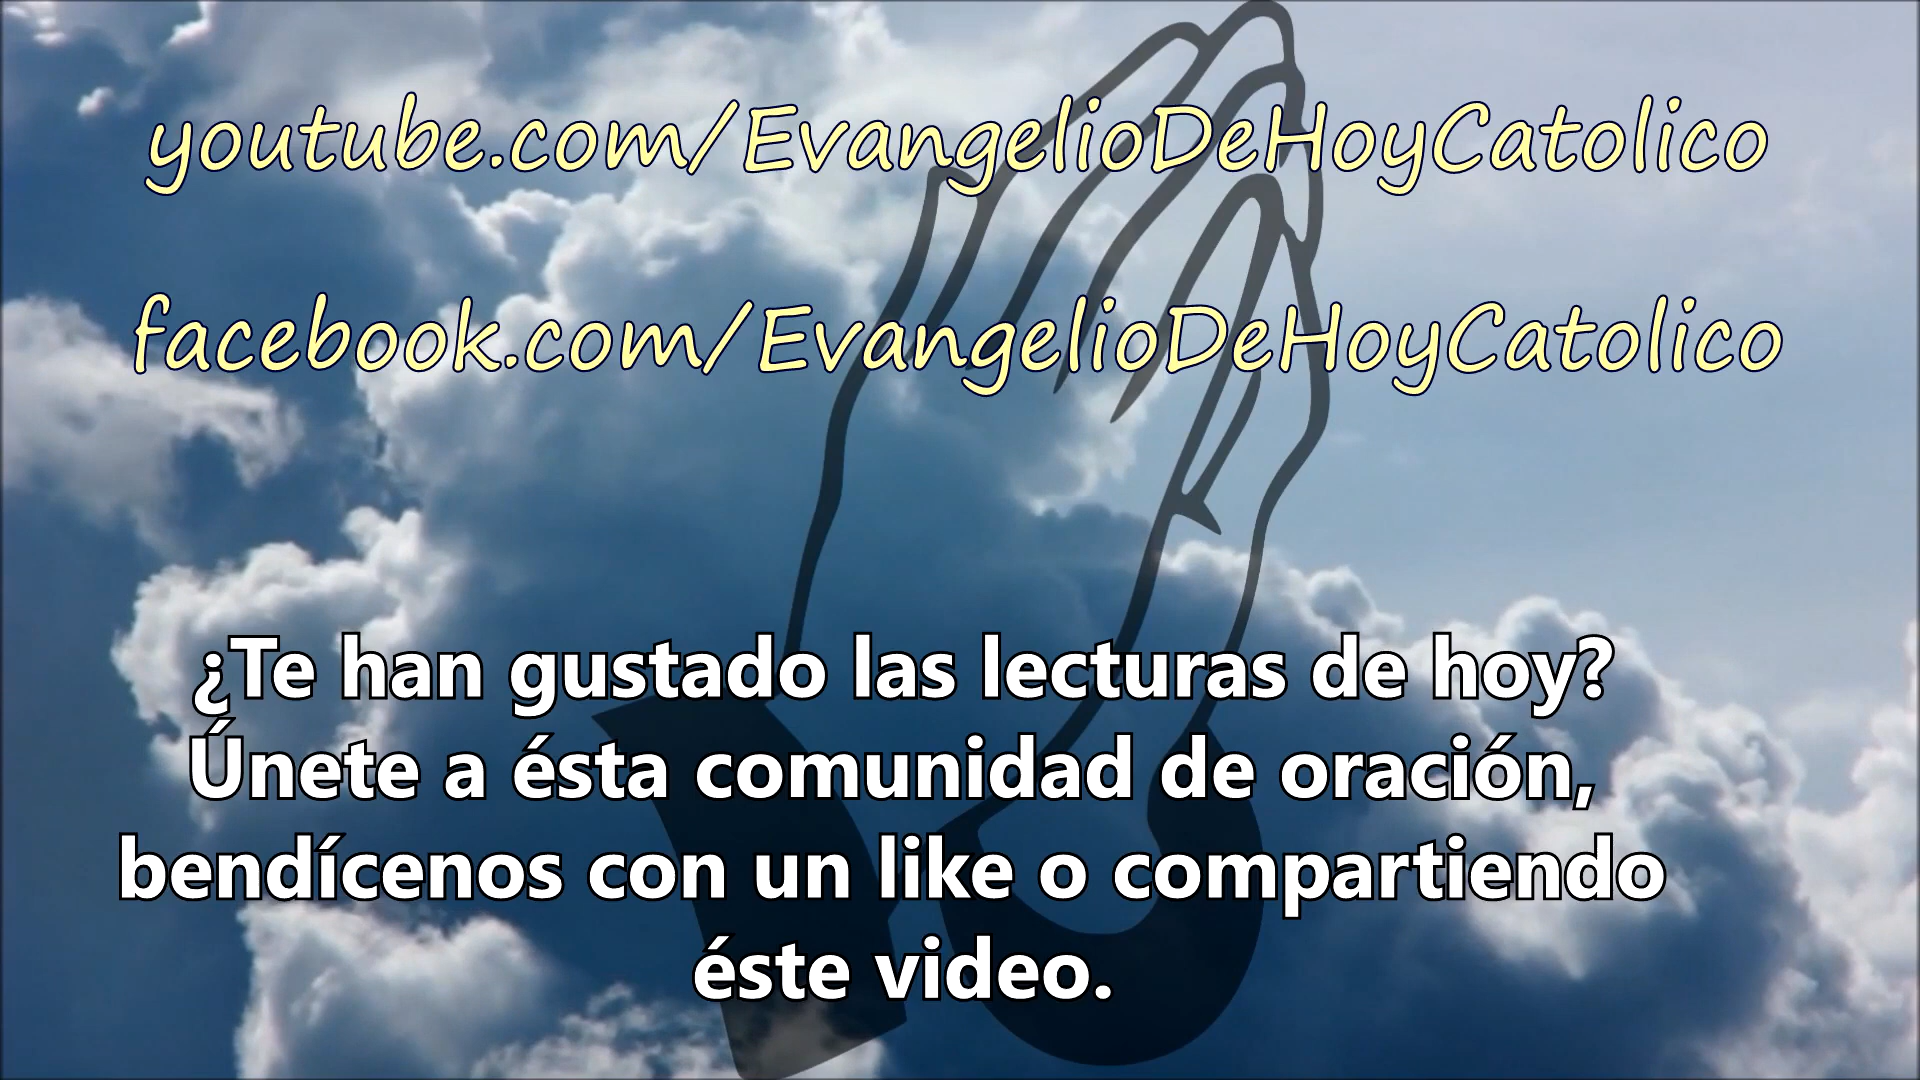 youtube.com/EvangelioDeHoyCatolico
facebook.com/EvangelioDeHoyCatolico
¿Te han gustado las lecturas de hoy?
Únete a ésta comunidad de oración,
bendícenos con un like o compartiendo
éste video.